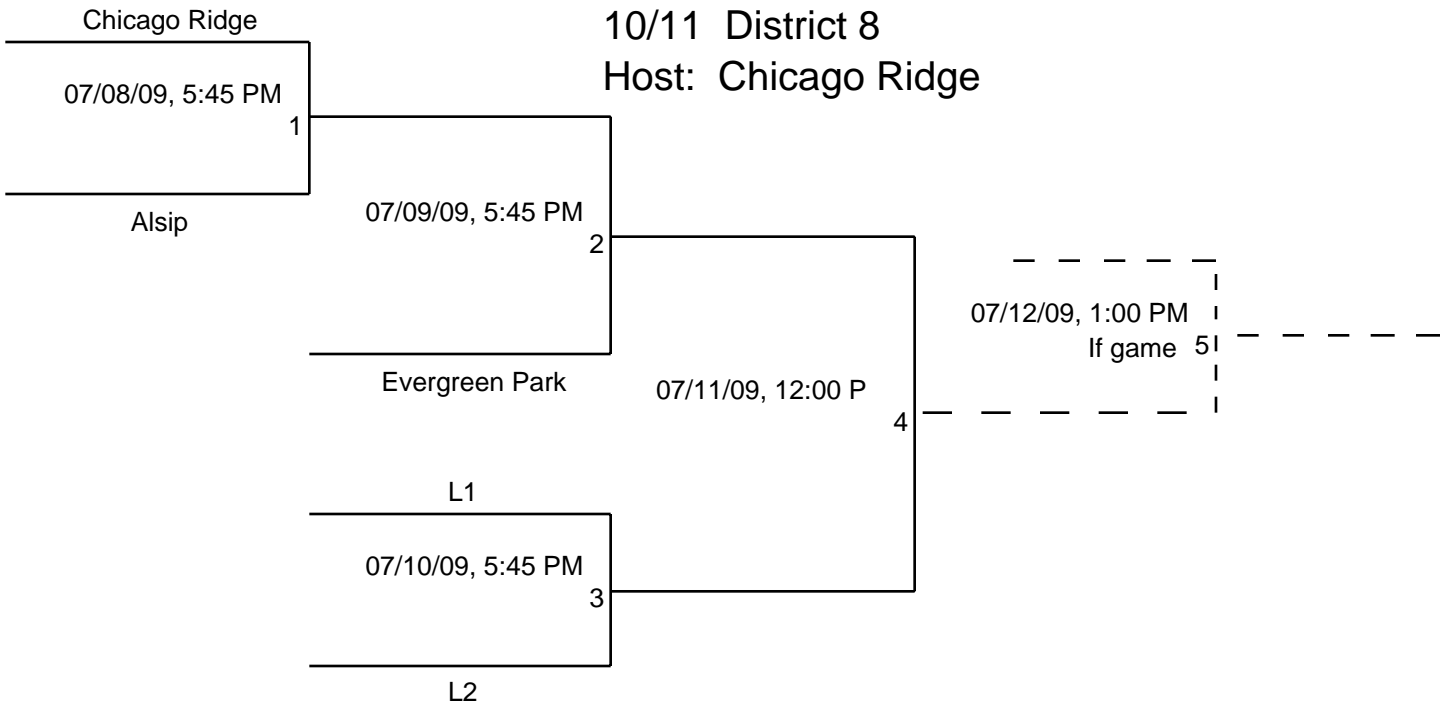 Chicago Ridge
10/11 District 8
Host: Chicago Ridge
07/08/09, 5:45 PM
1
Alsip
07/09/09, 5:45 PM
2
Evergreen Park
07/12/09, 1:00 PM
If game 5
07/11/09, 12:00 P
4
L1
07/10/09, 5:45 PM
3
L2